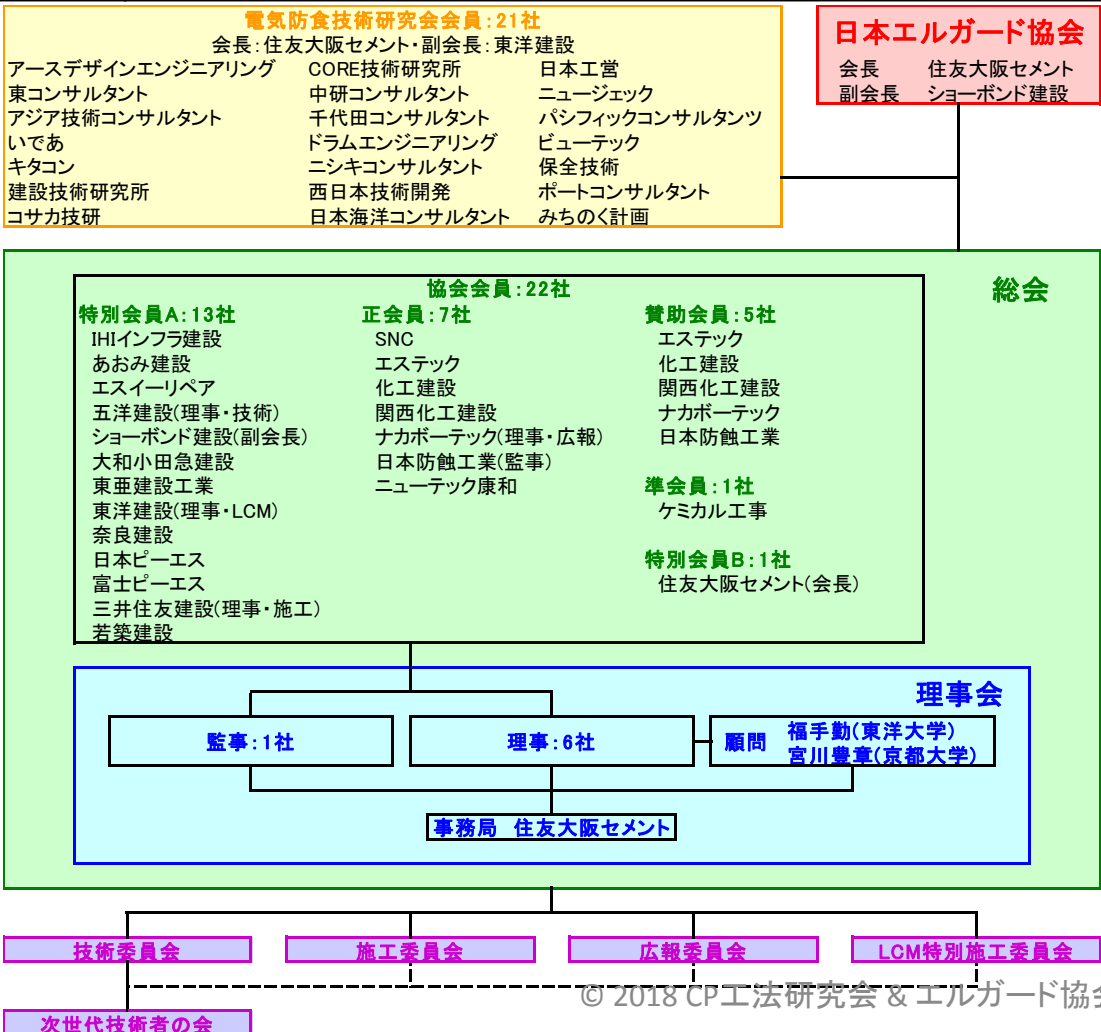 電気防食技術研究会会員:21社
会長:住友大阪セメント・副会長:東洋建設
アースデザインエンジニアリング CORE技術研究所 日本工営
東コンサルタント 中研コンサルタント ニュージェック
アジア技術コンサルタント 千代田コンサルタント パシフィックコンサルタンツ
いであ ドラムエンジニアリング ビューテック
キタコン ニシキコンサルタント 保全技術
建設技術研究所 西日本技術開発 ポートコンサルタント
コサカ技研 日本海洋コンサルタント みちのく計画
日本エルガード協会
会長 住友大阪セメント
副会長 ショーボンド建設
総会
協会会員:22社
特別会員A:13社
IHIインフラ建設
あおみ建設
エスイーリペア
五洋建設(理事・技術)
ショーボンド建設(副会長)
大和小田急建設
東亜建設工業
東洋建設(理事・LCM)
奈良建設
日本ピーエス
富士ピーエス
三井住友建設(理事・施工)
若築建設
正会員:7社
SNC
エステック
化工建設
関西化工建設
ナカボーテック(理事・広報)
日本防蝕工業(監事)
ニューテック康和
賛助会員:5社
エステック
化工建設
関西化工建設
ナカボーテック
日本防蝕工業
準会員:1社
ケミカル工事
特別会員B:1社
住友大阪セメント(会長)
理事会
監事:1社
理事:6社
顧問 福手勤(東洋大学)
宮川豊章(京都大学)
事務局 住友大阪セメント
技術委員会
施工委員会
広報委員会
LCM特別施工委員会
次世代技術者の会
© 2018 CP工法研究会 & エルガード協会